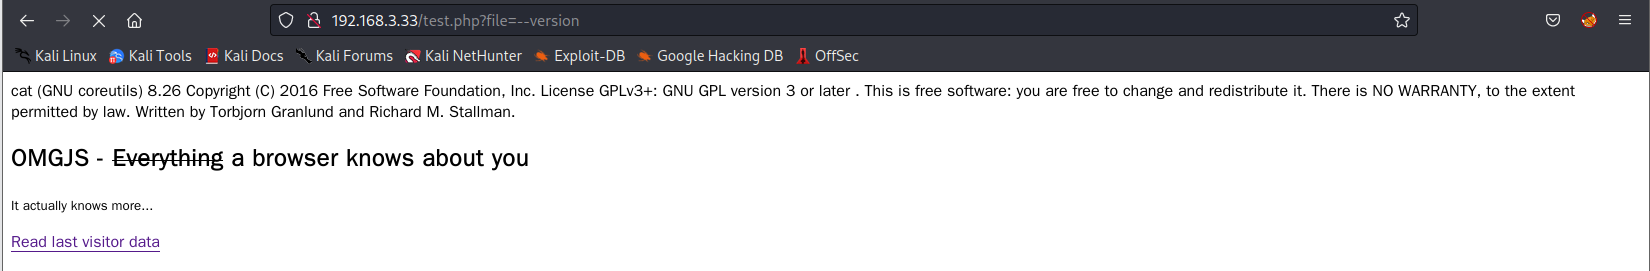 192.168.3.33/test.php?file=--version
Kali Linux Kali Tools Kali Docs Kali Forums Kali NetHunter Exploit-DB Google Hacking DB OffSec
cat (GNU coreutils) 8.26 Copyright (C) 2016 Free Software Foundation, Inc. License GPLv3+: GNU GPL version 3 or later . This is free software: you are free to change and redistribute it. There is NO WARRANTY, to the extent
permitted by law. Written by Torbjorn Granlund and Richard M. Stallman.
OMGJS - Everything a browser knows about you
It actually knows more...
Read last visitor data